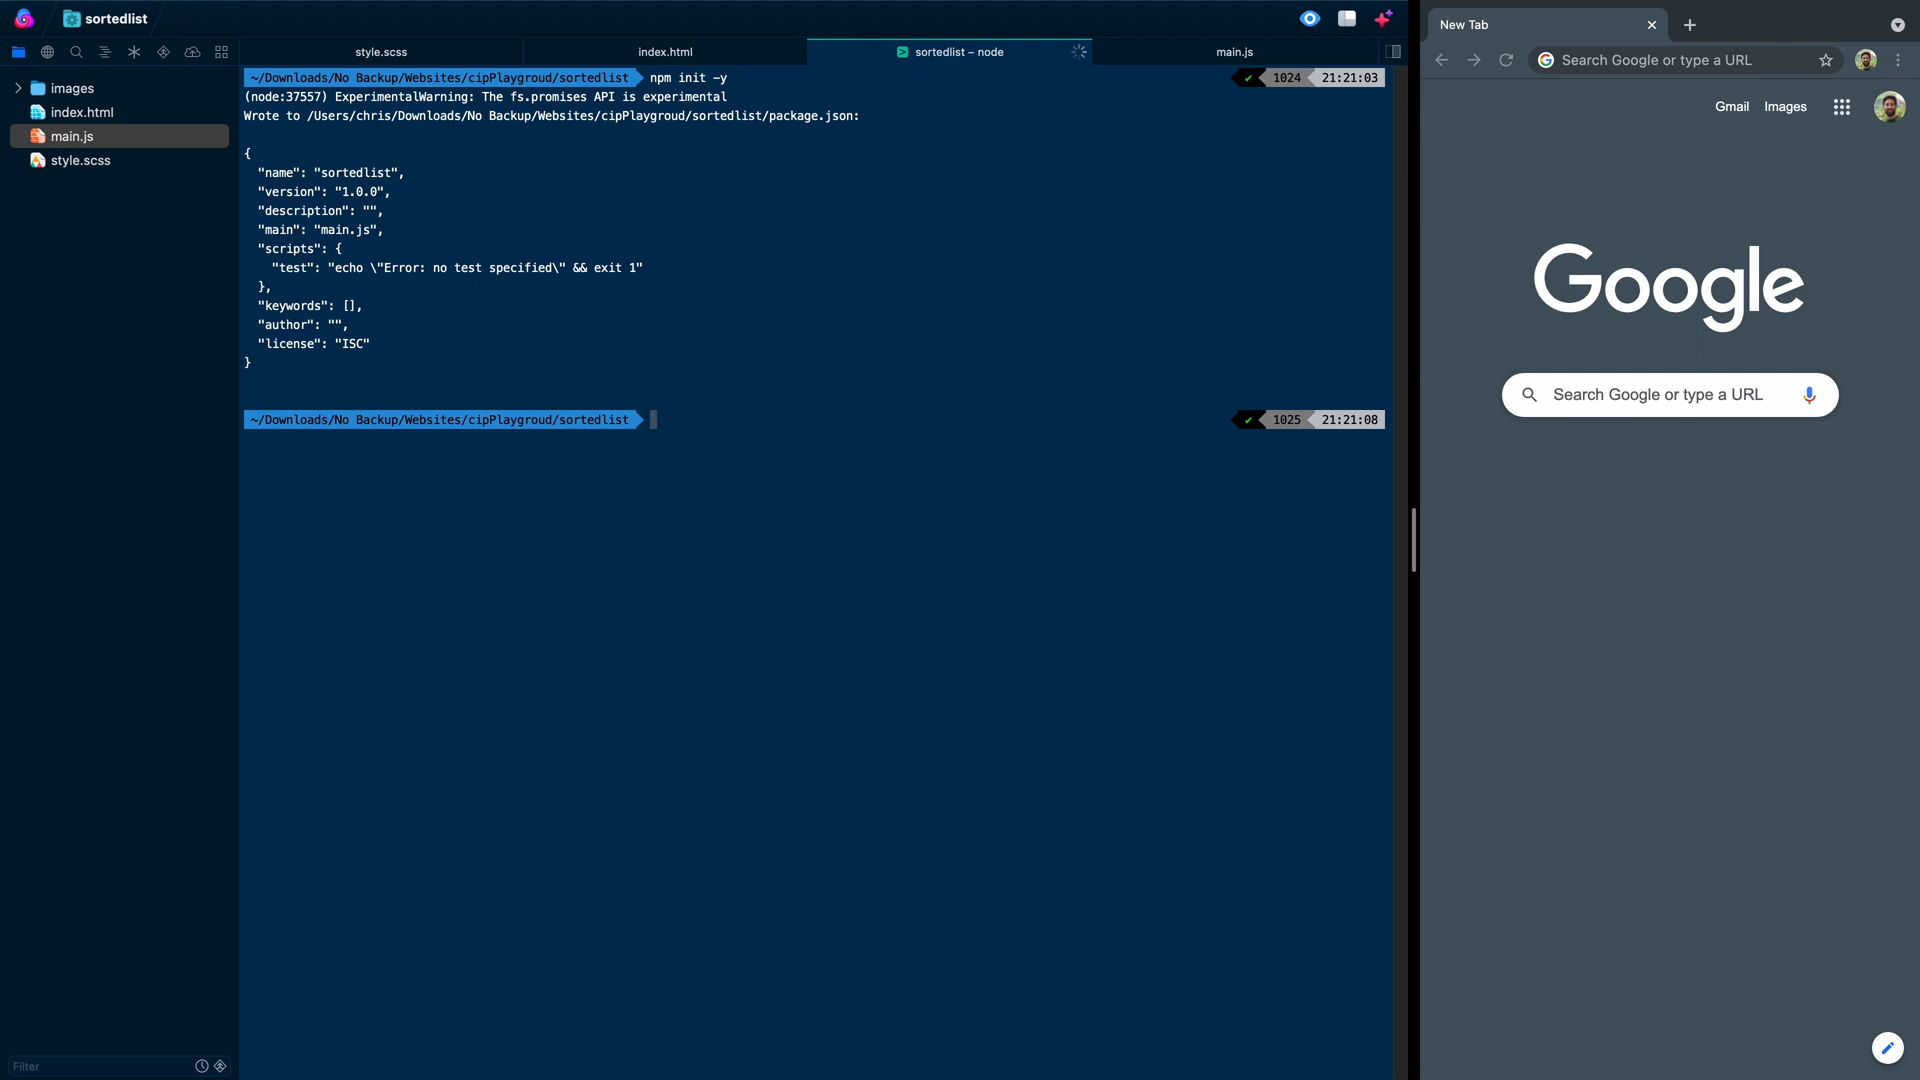 sortedlist
style.scss
index.html
sortedlist – node
main.js
images
index.html
main.js
style.scss
~/Downloads/No Backup/Websites/cipPlaygroud/sortedlist npm init -y ✔ 1024 21:21:03
(node:37557) ExperimentalWarning: The fs.promises API is experimental
Wrote to /Users/chris/Downloads/No Backup/Websites/cipPlaygroud/sortedlist/package.json:
{
"name": "sortedlist",
"version": "1.0.0",
"description": "",
"main": "main.js",
"scripts": {
"test": "echo \"Error: no test specified\" && exit 1"
},
"keywords": [],
"author": "",
"license": "ISC"
}
~/Downloads/No Backup/Websites/cipPlaygroud/sortedlist ✔ 1025 21:21:08
Filter
New Tab
Search Google or type a URL
Gmail Images
Google
Search Google or type a URL